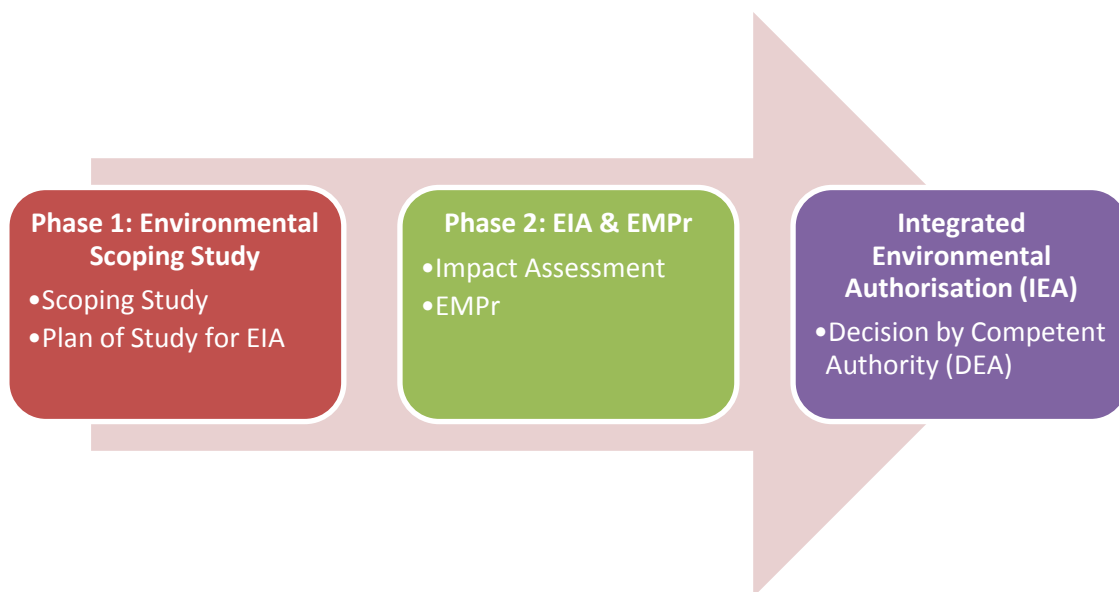 Phase 1: Environmental
Scoping Study
•Scoping Study
•Plan of Study for EIA
Phase 2: EIA & EMPr
•Impact Assessment
•EMPr
Integrated
Environmental
Authorisation (IEA)
•Decision by Competent
Authority (DEA)